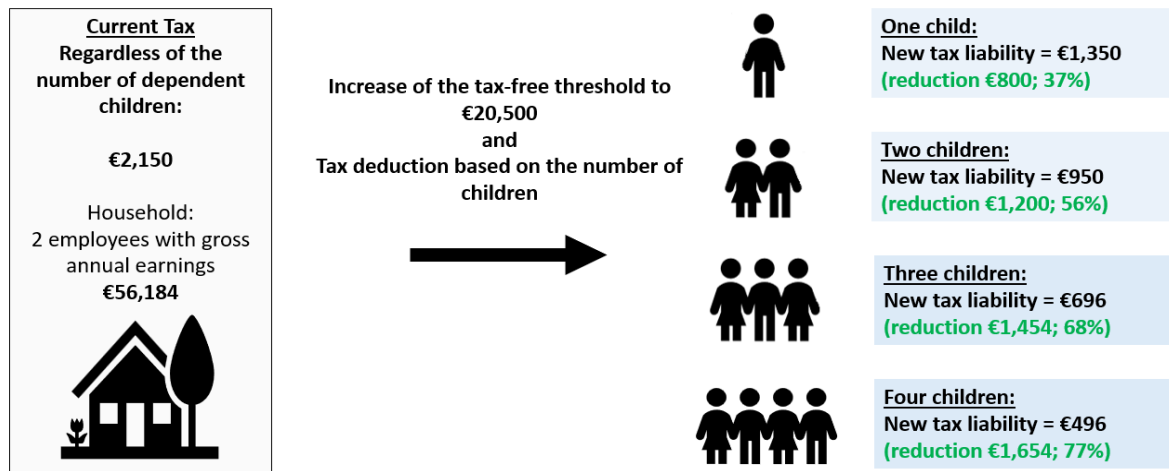 Current Tax
Regardless of the
number of dependent
children:
€2,150
Household:
2 employees with gross
annual earnings
€56,184
Increase of the tax-free threshold to
€20,500
and
Tax deduction based on the number of
children
One child:
New tax liability = €1,350
(reduction €800; 37%)
Two children:
New tax liability = €950
(reduction €1,200; 56%)
Three children:
New tax liability = €696
(reduction €1,454; 68%)
Four children:
New tax liability = €496
(reduction €1,654; 77%)